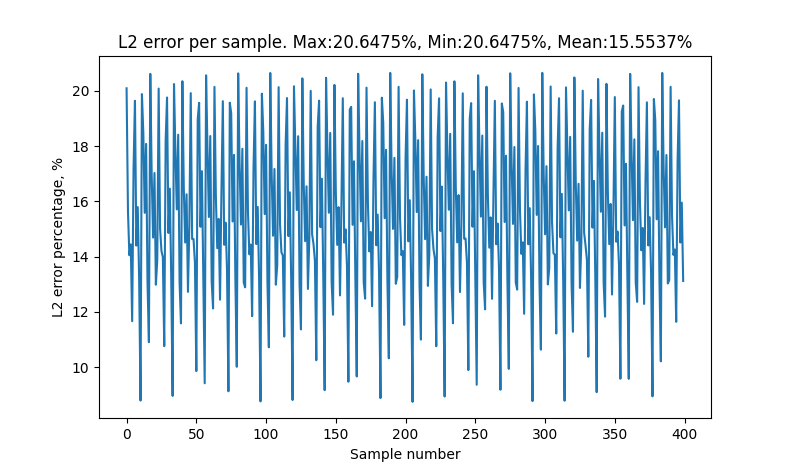 L2 error per sample. Max:20.6475%, Min:20.6475%, Mean:15.5537%
L2 error percentage, %
20
18
16
14
12
10
0 50 100 150 200 250 300 350 400
Sample number